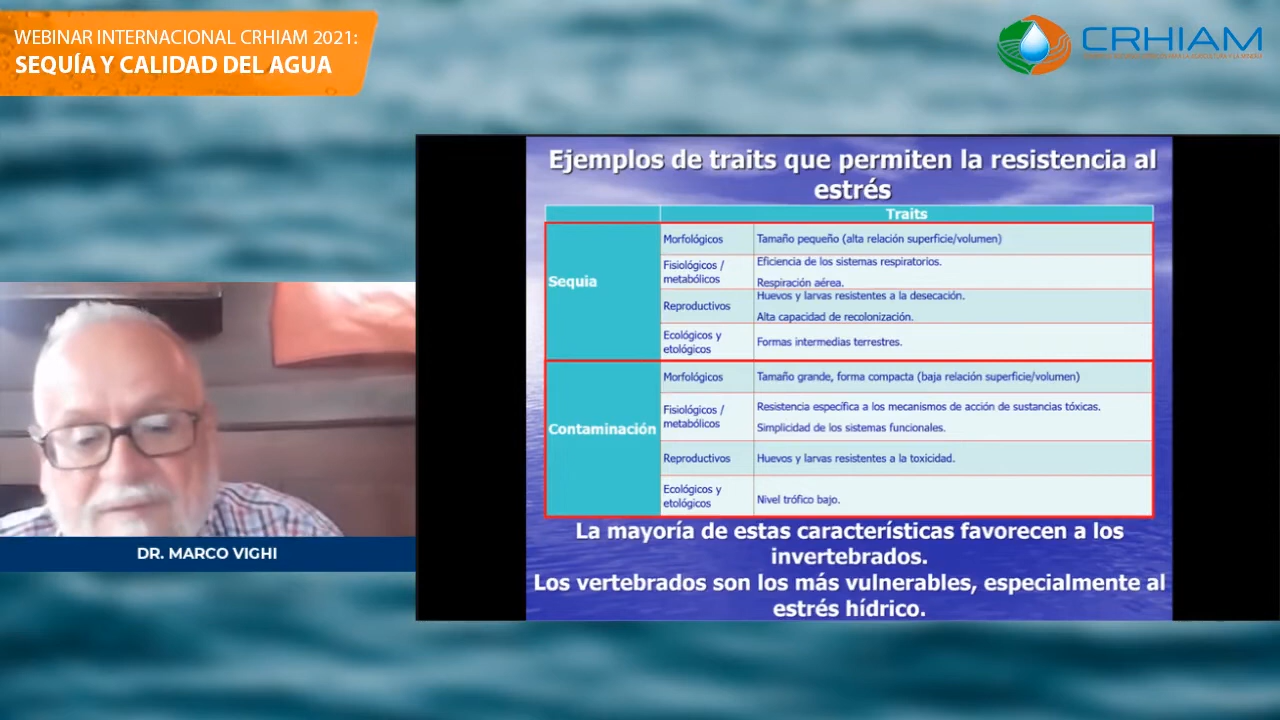 WEBINAR INTERNACIONAL CRHIAM 2021:
SEQUÍA Y CALIDAD DEL AGUA
CRHIAM
Ejemplos de traits que permiten la resistencia al
estrés
Traits
Sequia
Morfológicos
Tamaño pequeño (alta relación superficie/volumen)
Fisiológicos /
metabólicos
Eficiencia de los sistemas respiratorios.
Respiración aérea.
Reproductivos
Huevos y larvas resistentes a la desecación.
Alta capacidad de recolonización.
Ecológicos y
etológicos
Formas intermedias terrestres.
Contaminación
Morfológicos
Tamaño grande, forma compacta (baja relación superficie/volumen)
Fisiológicos /
metabólicos
Resistencia específica a los mecanismos de acción de sustancias tóxicas.
Simplicidad de los sistemas funcionales.
Reproductivos
Huevos y larvas resistentes a la toxicidad.
Ecológicos y
etológicos
Nivel trófico bajo.
La mayoría de estas características favorecen a los
invertebrados.
Los vertebrados son los más vulnerables, especialmente al
estrés hídrico.
DR. MARCO VIGHI